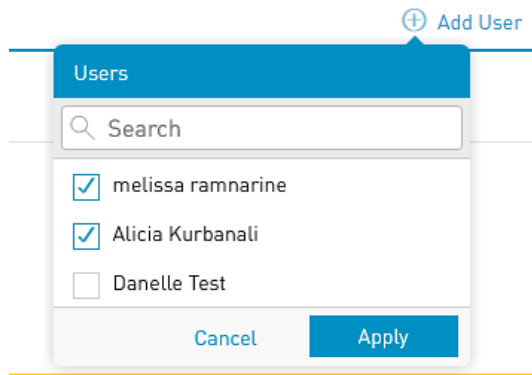 Add User
Users
Search
melissa ramnarine
Alicia Kurbanali
Danelle Test
Cancel
Apply